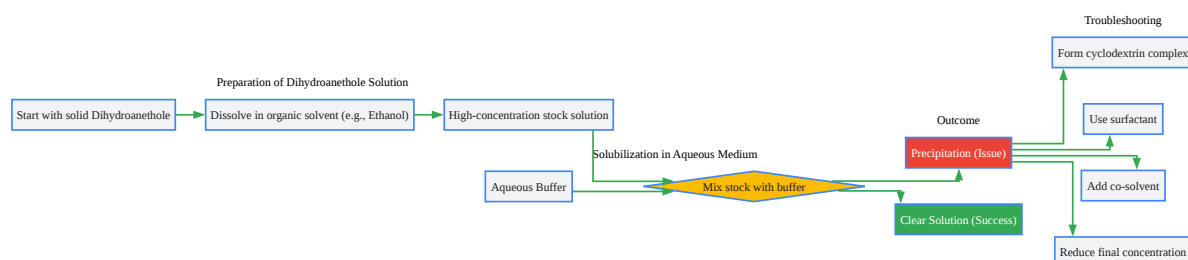 Troubleshooting
Form cyclodextrin complex
Preparation of Dihydroanethole Solution
Start with solid Dihydroanethole
Dissolve in organic solvent (e.g., Ethanol)
High-concentration stock solution
Outcome
Use surfactant
Solubilization in Aqueous Medium
Precipitation (Issue)
Aqueous Buffer
Mix stock with buffer
Add co-solvent
Clear Solution (Success)
Reduce final concentration